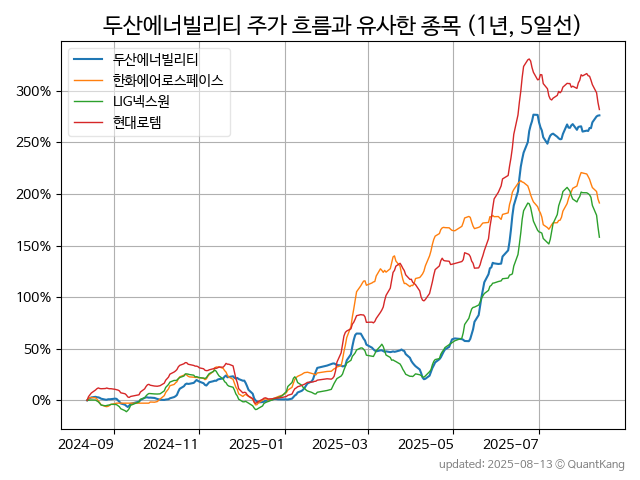 두산에너빌리티 주가 흐름과 유사한 종목 (1년, 5일선)
두산에너빌리티
한화에어로스페이스
LIG넥스원
현대로템
300%
250%
200%
150%
100%
50%
0%
2024-09 2024-11 2025-01 2025-03 2025-05 2025-07
updated: 2025-08-13 © QuantKang